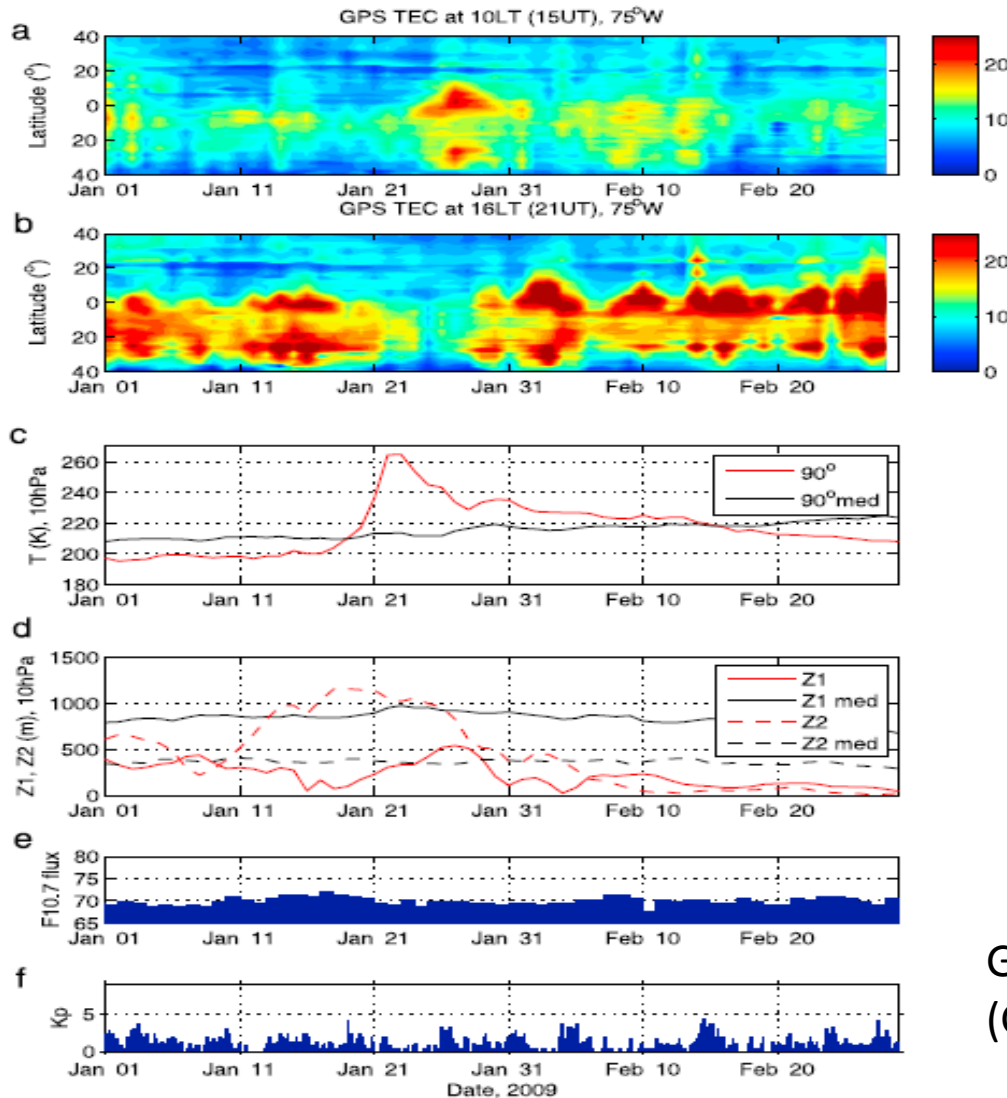 a
GPS TEC at 10LT (15UT), 75°W
Latitude (°)
40
20
0
20
40
Jan 01 Jan 11 Jan 21 Jan 31 Feb 10 Feb 20
20
10
0
b
GPS TEC at 16LT (21UT), 75°W
Latitude (°)
40
20
0
20
40
Jan 01 Jan 11 Jan 21 Jan 31 Feb 10 Feb 20
20
10
0
c
T (K), 10hPa
260
240
220
200
180
90°
90°med
Jan 01 Jan 11 Jan 21 Jan 31 Feb 10 Feb 20
d
Z1, Z2 (m), 10hPa
1500
1000
500
0
Z1
Z1 med
Z2
Z2 med
Jan 01 Jan 11 Jan 21 Jan 31 Feb 10 Feb 20
e
F10.7 flux
80
75
70
65
Jan 01 Jan 11 Jan 21 Jan 31 Feb 10 Feb 20
f
Kp
5
0
Jan 01 Jan 11 Jan 21 Jan 31 Feb 10 Feb 20
Date, 2009